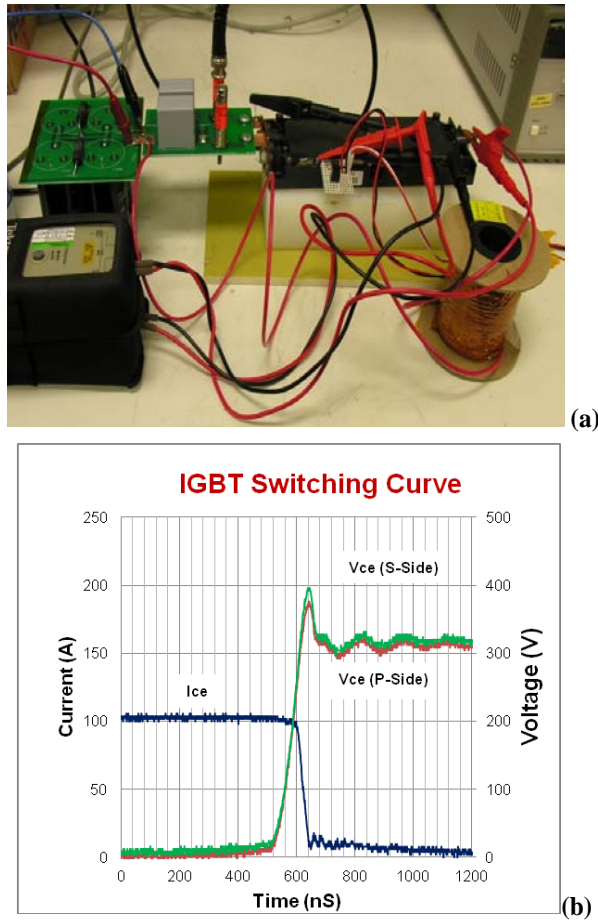 (a)
IGBT Switching Curve
250
200
150
100
50
0
500
400
300
200
100
0
Current (A)
Voltage (V)
Vce (S-Side)
Vce (P-Side)
Ice
0 200 400 600 800 1000 1200
Time (nS)
(b)